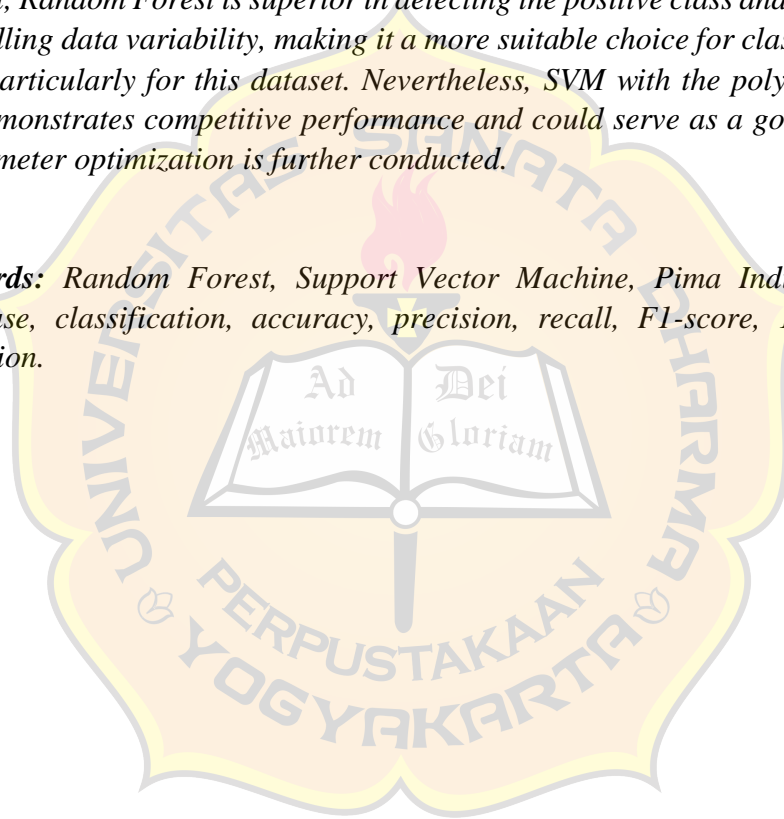 , Random Forest is superior in detecting the positive class and
lling data variability, making it a more suitable choice for clas
articularly for this dataset. Nevertheless, SVM with the poly
monstrates competitive performance and could serve as a go
meter optimization is further conducted.
rds: Random Forest, Support Vector Machine, Pima Ind
se, classification, accuracy, precision, recall, F1-score,
ion.
UNIVERSITAS SANATA DHARMA
Ad Maiorem
Dei Gloriam
PERPUSTAKAAN
YOGYAKARTA